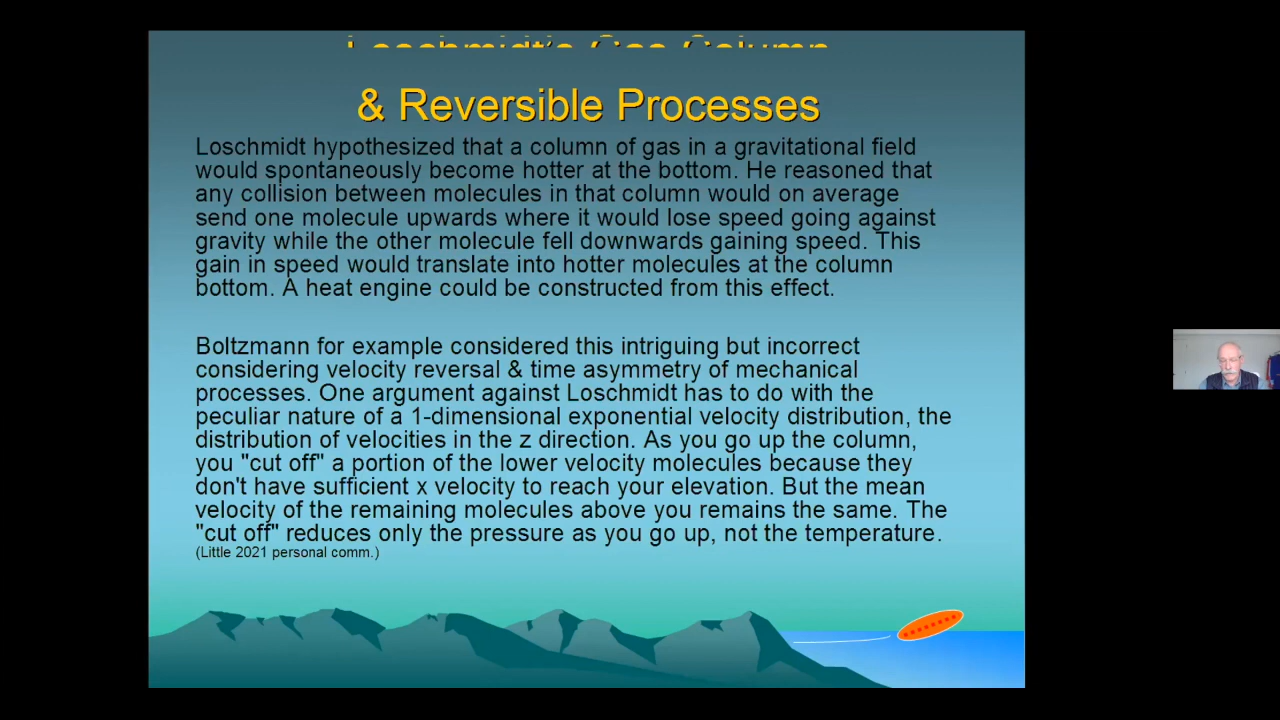 Loschmidt's Gas Column
& Reversible Processes
Loschmidt hypothesized that a column of gas in a gravitational field
would spontaneously become hotter at the bottom. He reasoned that
any collision between molecules in that column would on average
send one molecule upwards where it would lose speed going against
gravity while the other molecule fell downwards gaining speed. This
gain in speed would translate into hotter molecules at the column
bottom. A heat engine could be constructed from this effect.
Boltzmann for example considered this intriguing but incorrect
considering velocity reversal & time asymmetry of mechanical
processes. One argument against Loschmidt has to do with the
peculiar nature of a 1-dimensional exponential velocity distribution, the
distribution of velocities in the z direction. As you go up the column,
you "cut off" a portion of the lower velocity molecules because they
don't have sufficient x velocity to reach your elevation. But the mean
velocity of the remaining molecules above you remains the same. The
"cut off" reduces only the pressure as you go up, not the temperature.
(Little 2021 personal comm.)